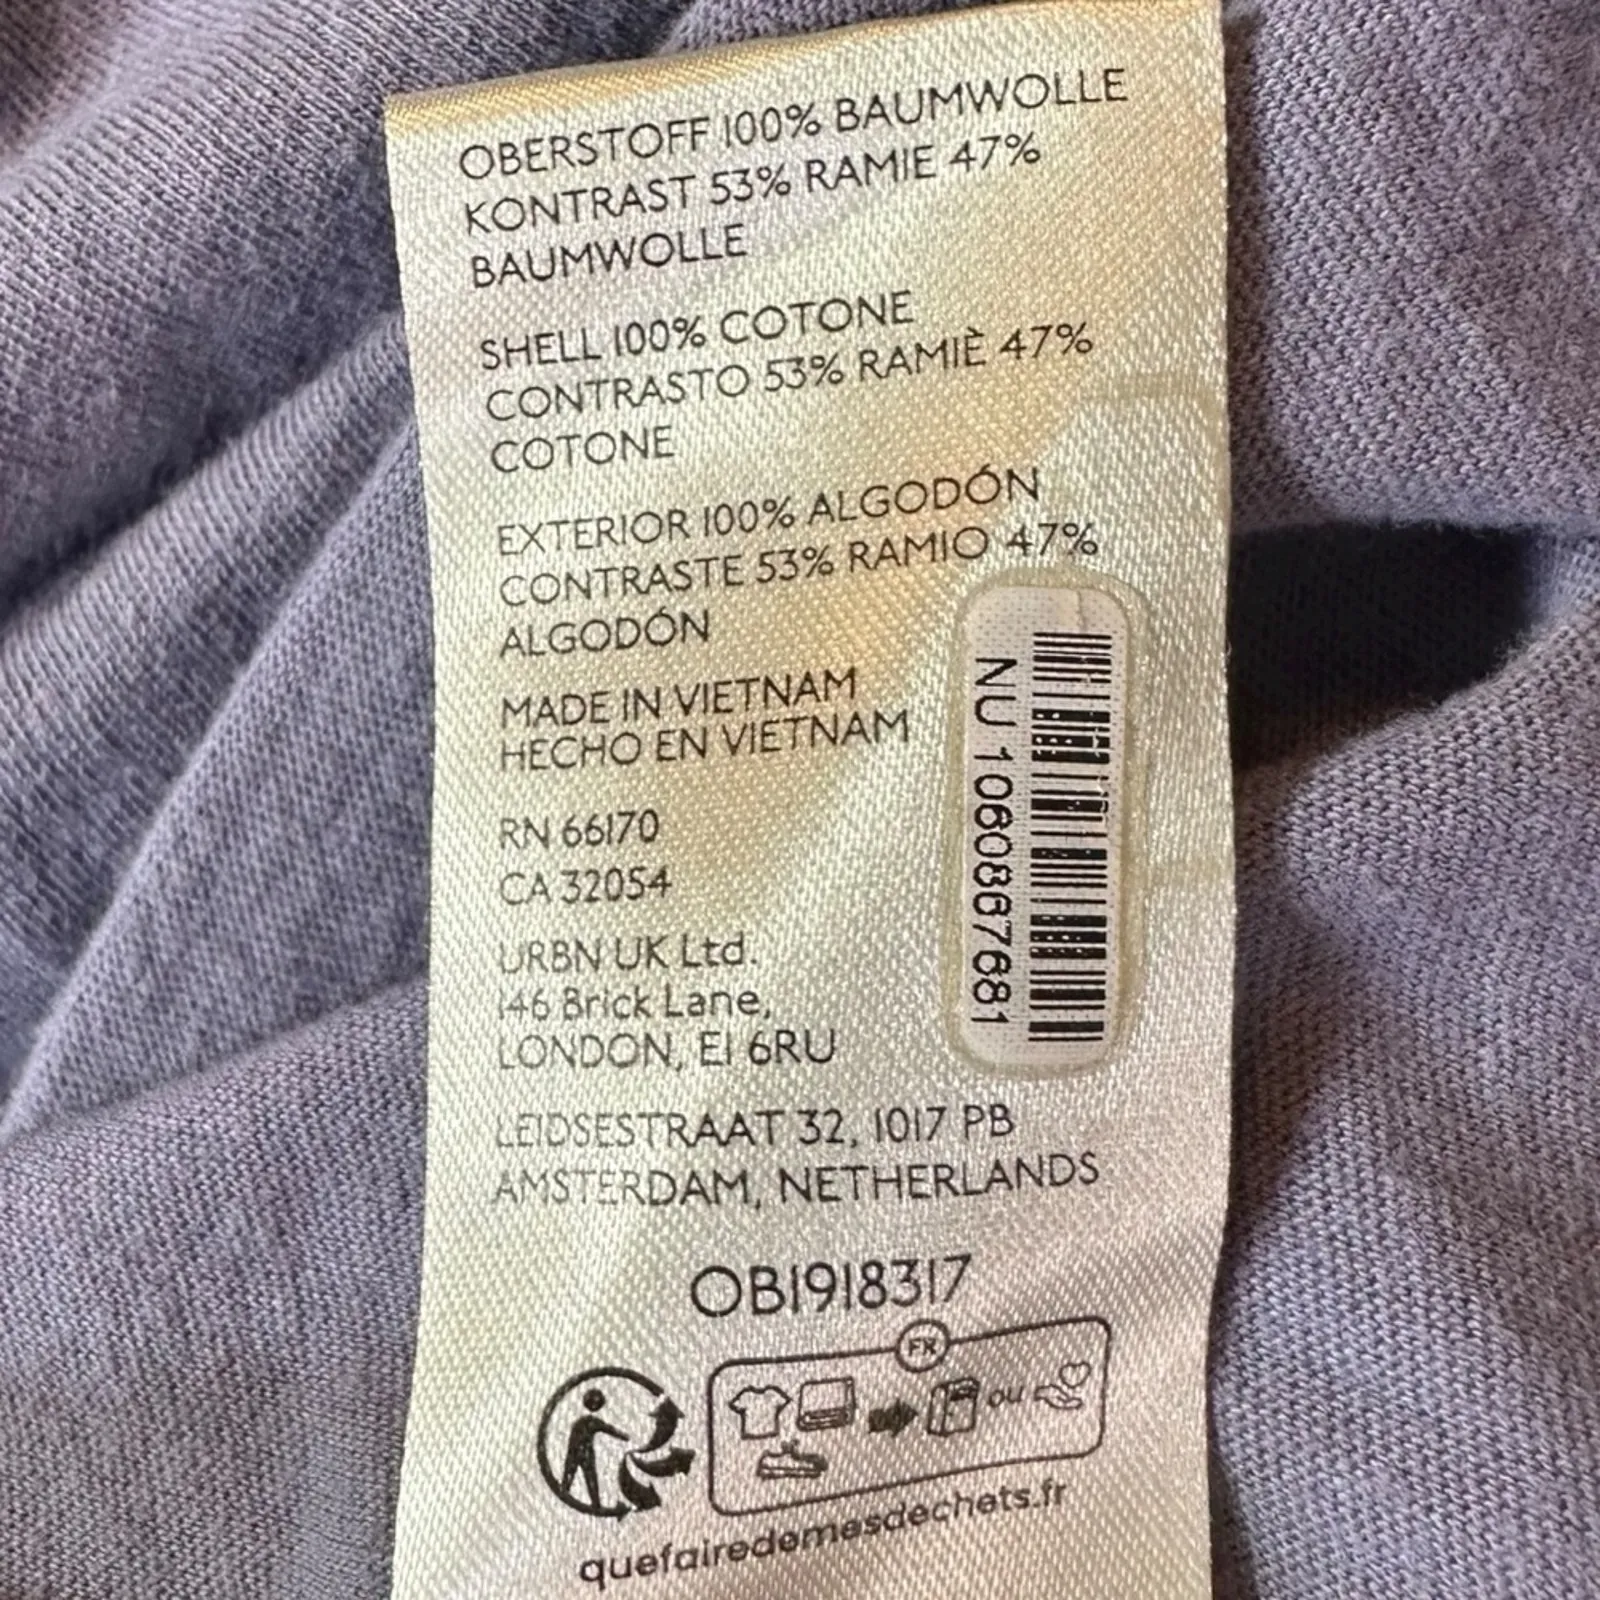 OBERSTOFF 100% BAUMWOLLE
KONTRAST 53% RAMIE 47%
BAUMWOLLE
SHELL 100% COTONE
CONTRASTO 53% RAMIÈ 47%
COTONE
EXTERIOR 100% ALGODÓN
CONTRASTE 53% RAMIO 47%
ALGODÓN
MADE IN VIETNAM
HECHO EN VIETNAM
RN 66170
CA 32054
URBN UK Ltd.
146 Brick Lane,
LONDON, E1 6RU
LEIDSESTRAAT 32, 1017 PB
AMSTERDAM, NETHERLANDS
NU 1060867681
OB1918317
FR
ou
quefairedemesdechets.fr